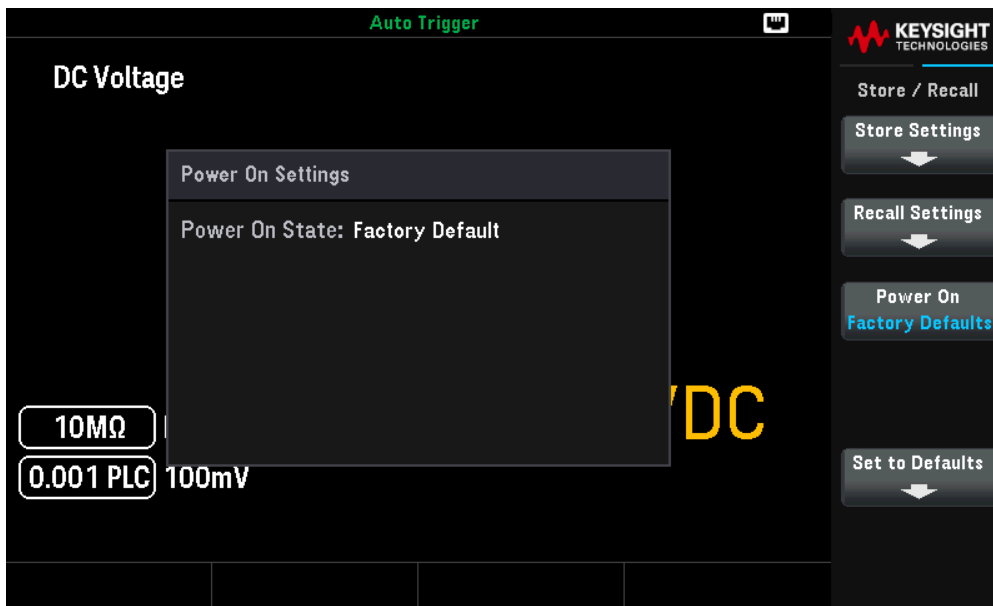 Auto Trigger
KEYSIGHT
TECHNOLOGIES
DC Voltage
Store / Recall
Store Settings
Power On Settings
Power On State: Factory Default
Recall Settings
Power On
Factory Defaults
DC
10MΩ
0.001 PLC 100mV
Set to Defaults